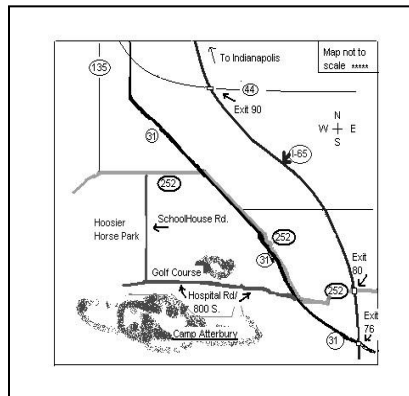 To Indianapolis
Map not to
scale *****
135
44
Exit 90
N
W E
S
31
I-65
252
SchoolHouse Rd.
Hoosier
Horse Park
252
31
Exit
80
Golf Course
252
Hospital Rd/
800 S.
Exit
76
Camp Atterbury
31